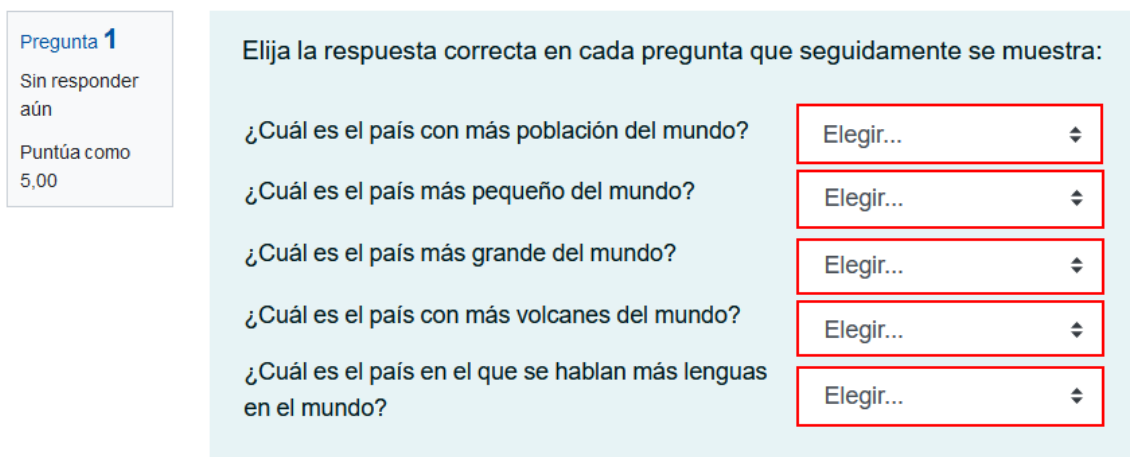 Pregunta 1
Sin responder
aún
Puntúa como
5,00
Elija la respuesta correcta en cada pregunta que seguidamente se muestra:
¿Cuál es el país con más población del mundo?
Elegir...
¿Cuál es el país más pequeño del mundo?
Elegir...
¿Cuál es el país más grande del mundo?
Elegir...
¿Cuál es el país con más volcanes del mundo?
Elegir...
¿Cuál es el país en el que se hablan más lenguas
en el mundo?
Elegir...